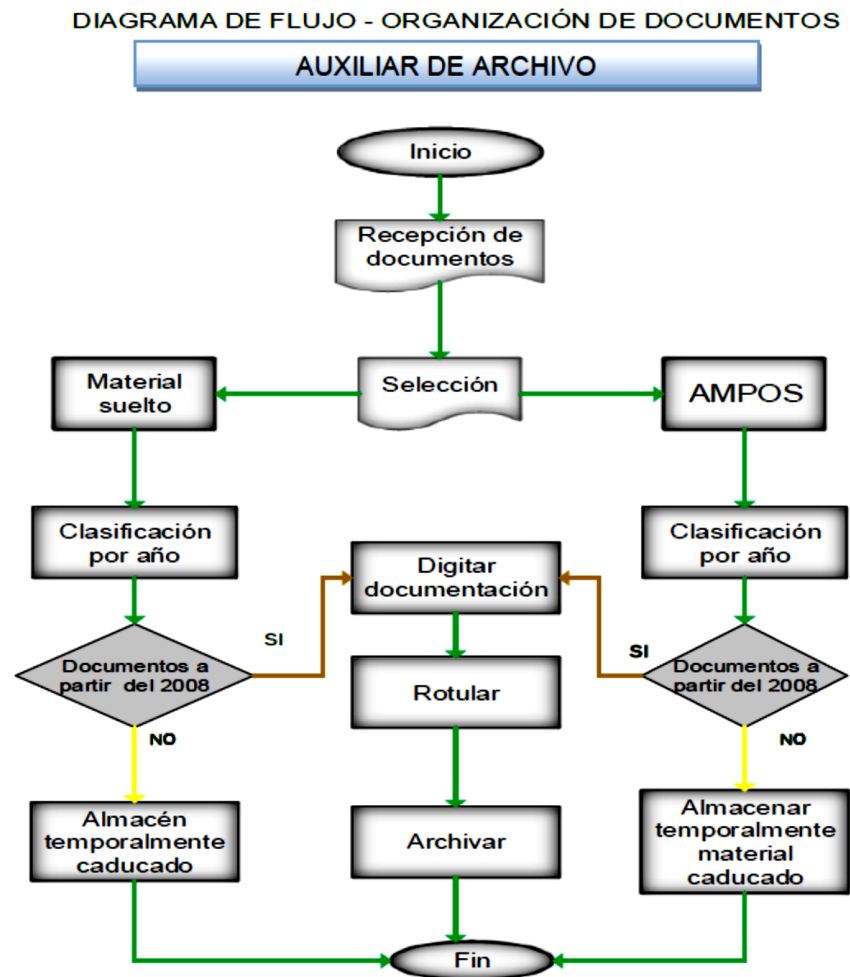 DIAGRAMA DE FLUJO - ORGANIZACIÓN DE DOCUMENTOS
AUXILIAR DE ARCHIVO
Inicio
Recepción de
documentos
Selección
Material
suelto
AMPOS
Clasificación
por año
Clasificación
por año
Digitar
documentación
SI
SI
Documentos a
partir del 2008
Documentos a
partir del 2008
Rotular
NO
NO
Almacén
temporalmente
caducado
Archivar
Almacenar
temporalmente
material
caducado
Fin